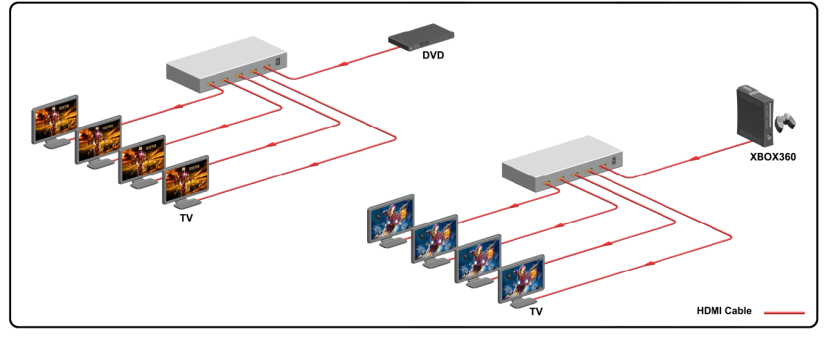 DVD
XBOX360
TV
TV
HDMI Cable